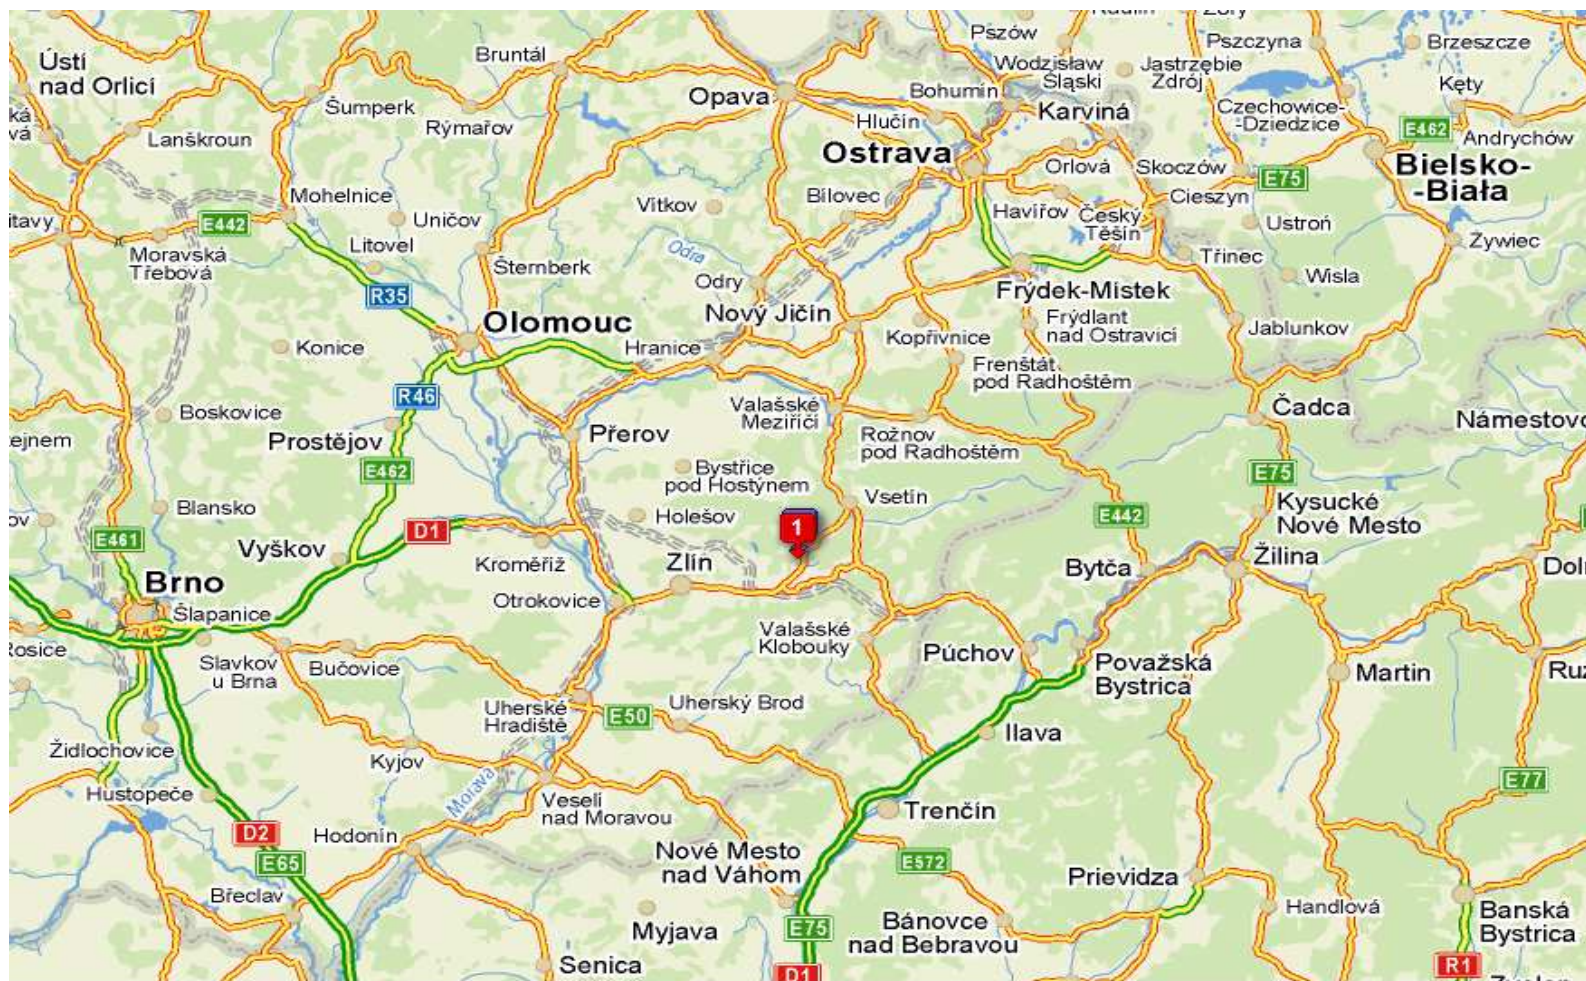 Pszów
Żory
Bruntál
Pszczyna
Brzeszcze
Ústí
nad Orlicí
Wodzisław
Śląski
Jastrzębie
Zdrój
Kęty
Opava
Bohumín
Šumperk
Karviná
Czechowice-
-Dziedzice
Rýmařov
Hlučín
Lanškroun
E462
Andrychów
Ostrava
Orlová
Skoczów
Bielsko-
-Biała
E75
Mohelnice
Vítkov
Bílovec
Cieszyn
Havířov
Český
Těšín
Uničov
E442
Ustroń
Litovel
Żywiec
Moravská
Třebová
Odra
Šternberk
Třinec
Wisla
Odry
R35
Frýdek-Místek
Nový Jičín
Olomouc
Frýdlant
nad Ostravicí
Jablunkov
Kopřivnice
Konice
Hranice
Frenštát
pod Radhoštěm
R46
Valašské
Meziříčí
Čadca
Boskovice
Námestovo
Prostějov
Přerov
Rožnov
pod Radhoštěm
E462
Bystřice
pod Hostýnem
E75
Vsetín
Kysucké
Nové Mesto
Blansko
Holešov
E442
1
D1
E461
Vyškov
Kroměříž
Zlín
Bytča
Žilina
Brno
Otrokovice
Šlapanice
Valašské
Klobouky
Púchov
Rosice
Slavkov
u Brna
Bučovice
Považská
Bystrica
Martin
Uherské
Hradiště
E50
Uherský Brod
Ilava
Židlochovice
Kyjov
Morava
E77
Hustopeče
Veselí
nad Moravou
Trenčín
D2
Hodonín
E65
Nové Mesto
nad Váhom
E572
Prievidza
Břeclav
Handlová
Banská
Bystrica
Bánovce
nad Bebravou
E75
Myjava
Senica
D1
R1